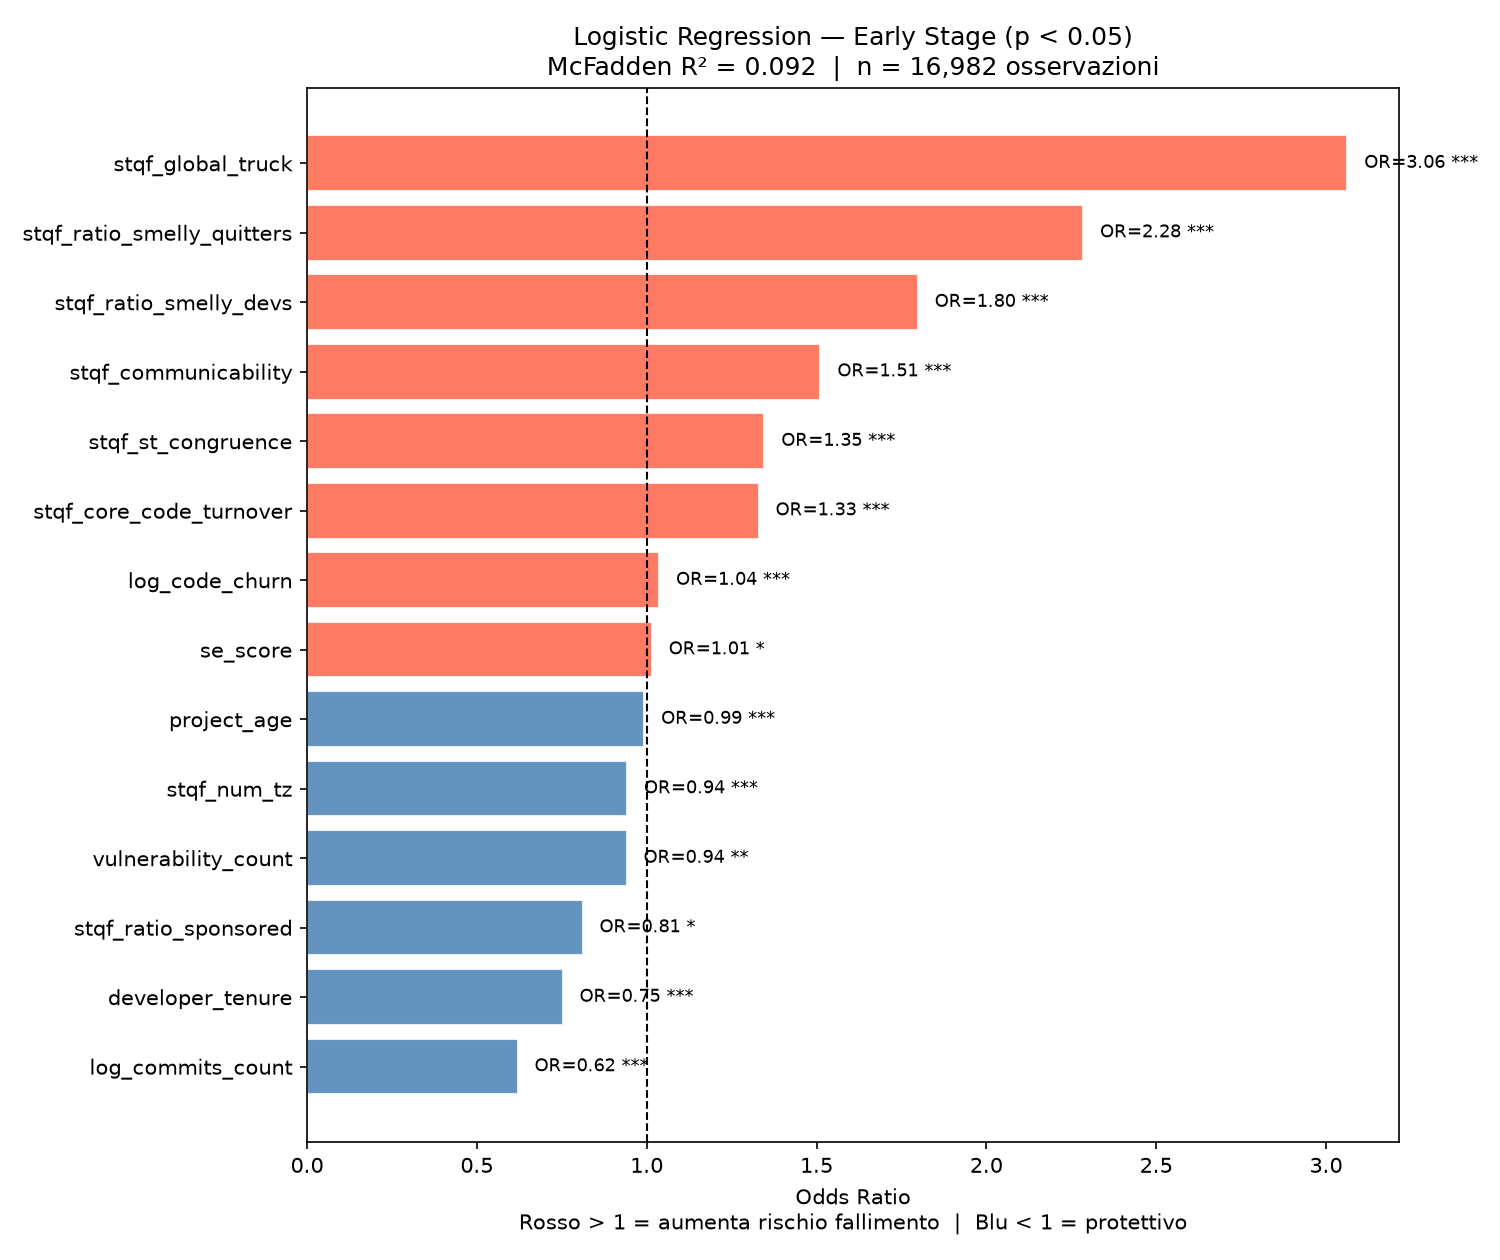 Logistic Regression — Early Stage (p < 0.05)
McFadden R² = 0.092 | n = 16,982 osservazioni
stqf_global_truck OR=3.06 ***
stqf_ratio_smelly_quitters OR=2.28 ***
stqf_ratio_smelly_devs OR=1.80 ***
stqf_communicability OR=1.51 ***
stqf_st_congruence OR=1.35 ***
stqf_core_code_turnover OR=1.33 ***
log_code_churn OR=1.04 ***
se_score OR=1.01 *
project_age OR=0.99 ***
stqf_num_tz OR=0.94 ***
vulnerability_count OR=0.94 **
stqf_ratio_sponsored OR=0.81 *
developer_tenure OR=0.75 ***
log_commits_count OR=0.62 ***
0.0 0.5 1.0 1.5 2.0 2.5 3.0
Odds Ratio
Rosso > 1 = aumenta rischio fallimento | Blu < 1 = protettivo